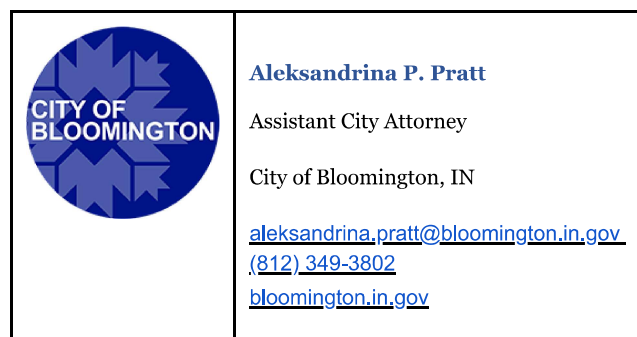 CITY OF
BLOOMINGTON
Aleksandrina P. Pratt
Assistant City Attorney
City of Bloomington, IN
aleksandrina.pratt@bloomington.in.gov
(812) 349-3802
bloomington.in.gov